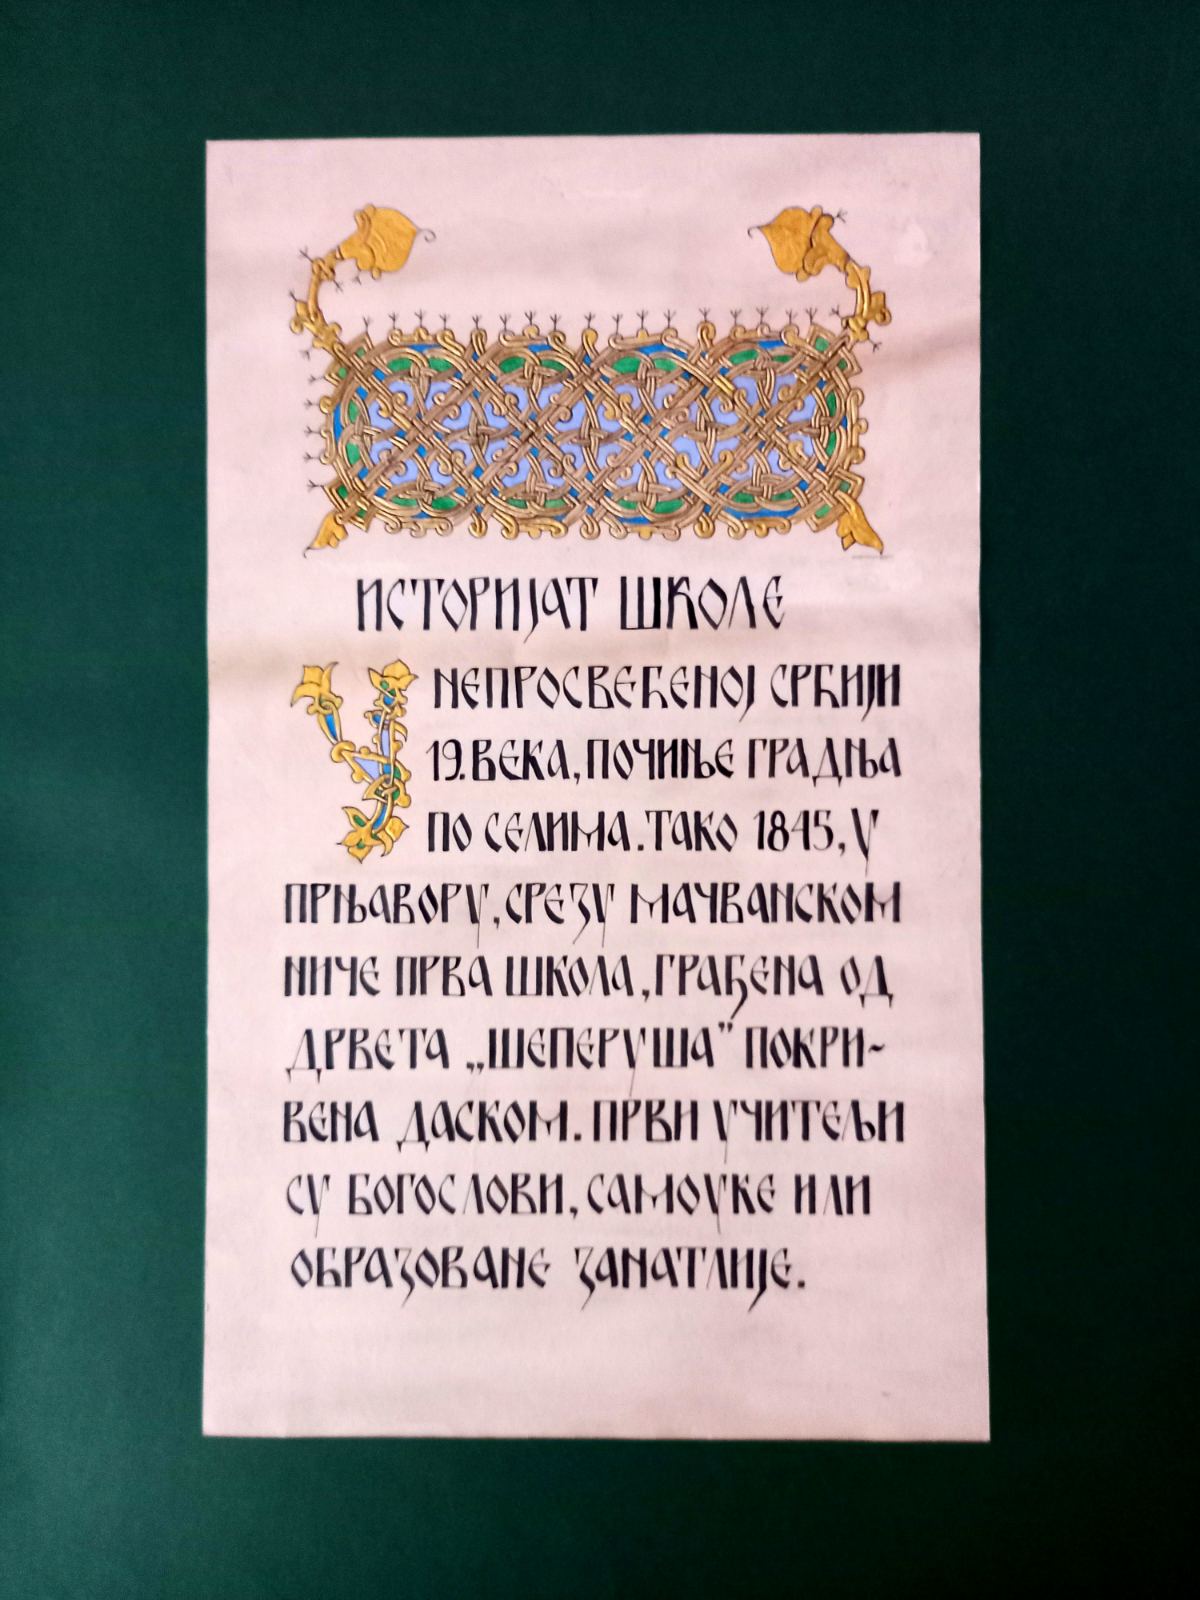 ИСТОРИЈАТ ШКОЛЕ
У НЕПРОСВЕЋЕНОЈ СРБИЈИ
19. ВЕКА, ПОЧИЊЕ ГРАДЊА
ПО СЕЛИМА. ТАКО 1845, У
ПРЊАВОРУ, СРЕЗУ МАЧВАНСКОМ
НИЧЕ ПРВА ШКОЛА, ГРАЂЕНА ОД
ДРВЕТА „ШЕПЕРУША” ПОКРИ-
ВЕНА ДАСКОМ. ПРВИ УЧИТЕЉИ
СУ БОГОСЛОВИ, САМОУКЕ ИЛИ
ОБРАЗОВАНЕ ЗАНАТЛИЈЕ.